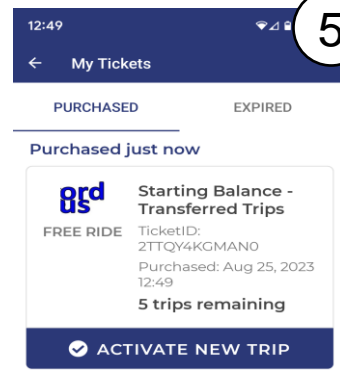 12:49
5
My Tickets
PURCHASED EXPIRED
Purchased just now
ord
us
Starting Balance -
Transferred Trips
FREE RIDE
TicketID:
2TTQY4KGMAN0
Purchased: Aug 25, 2023
12:49
5 trips remaining
ACTIVATE NEW TRIP